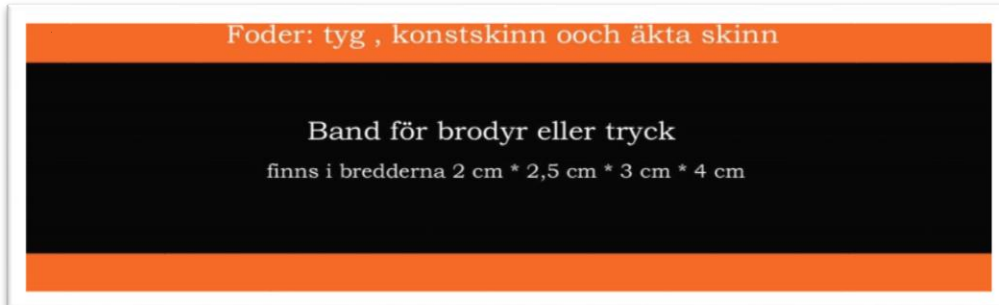 Foder: tyg , konstskinn ooch äkta skinn
Band för brodyr eller tryck
finns i bredderna 2 cm * 2,5 cm * 3 cm * 4 cm